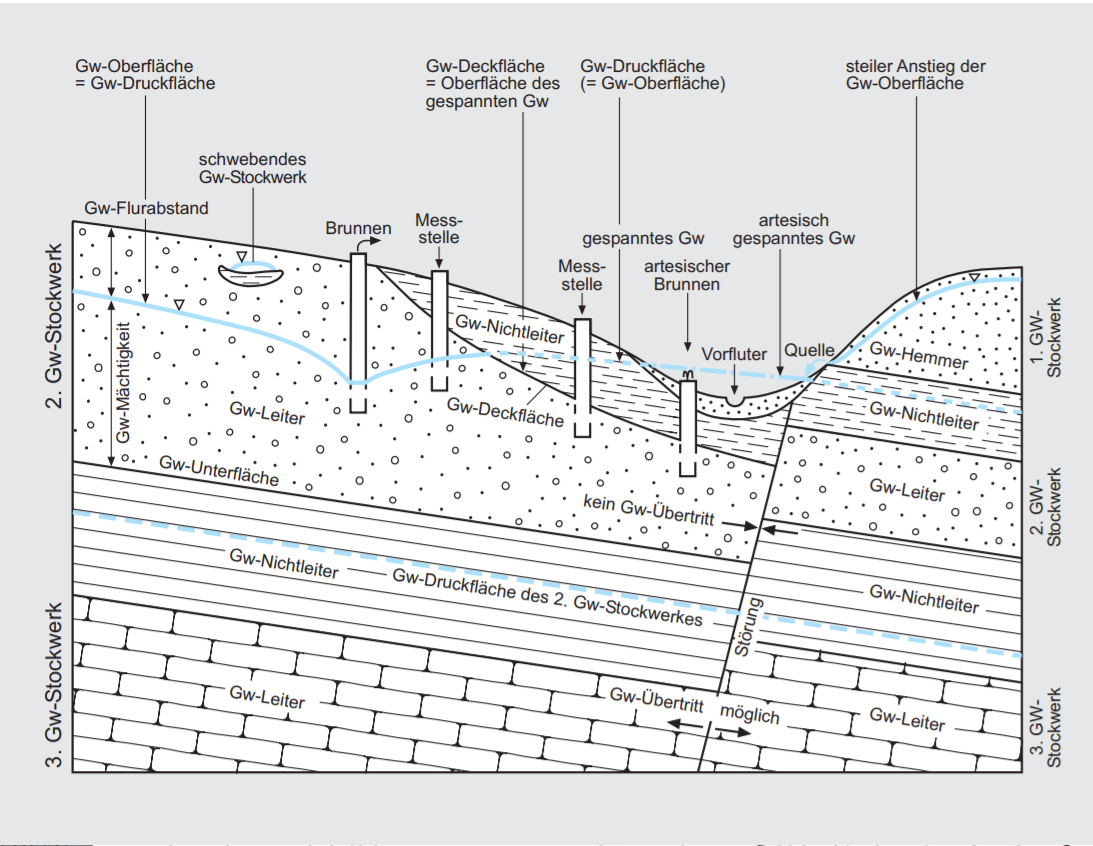 Gw-Oberfläche
= Gw-Druckfläche
Gw-Deckfläche
= Oberfläche des
gespannten Gw
Gw-Druckfläche
(= Gw-Oberfläche)
steiler Anstieg der
Gw-Oberfläche
schwebendes
Gw-Stockwerk
Gw-Flurabstand
Brunnen
Mess-
stelle
gespanntes Gw
artesisch
gespanntes Gw
Mess-
stelle
artesischer
Brunnen
2. Gw-Stockwerk
Gw-Mächtigkeit
Gw-Nichtleiter
Vorfluter
Quelle
Gw-Hemmer
1. GW-
Stockwerk
Gw-Leiter
Gw-Deckfläche
Gw-Nichtleiter
Gw-Unterfläche
Gw-Leiter
2. GW-
Stockwerk
kein Gw-Übertritt
Gw-Nichtleiter
Gw-Druckfläche des 2. Gw-Stockwerkes
Gw-Nichtleiter
Störung
3. Gw-Stockwerk
Gw-Leiter
Gw-Übertritt möglich
Gw-Leiter
3. GW-
Stockwerk